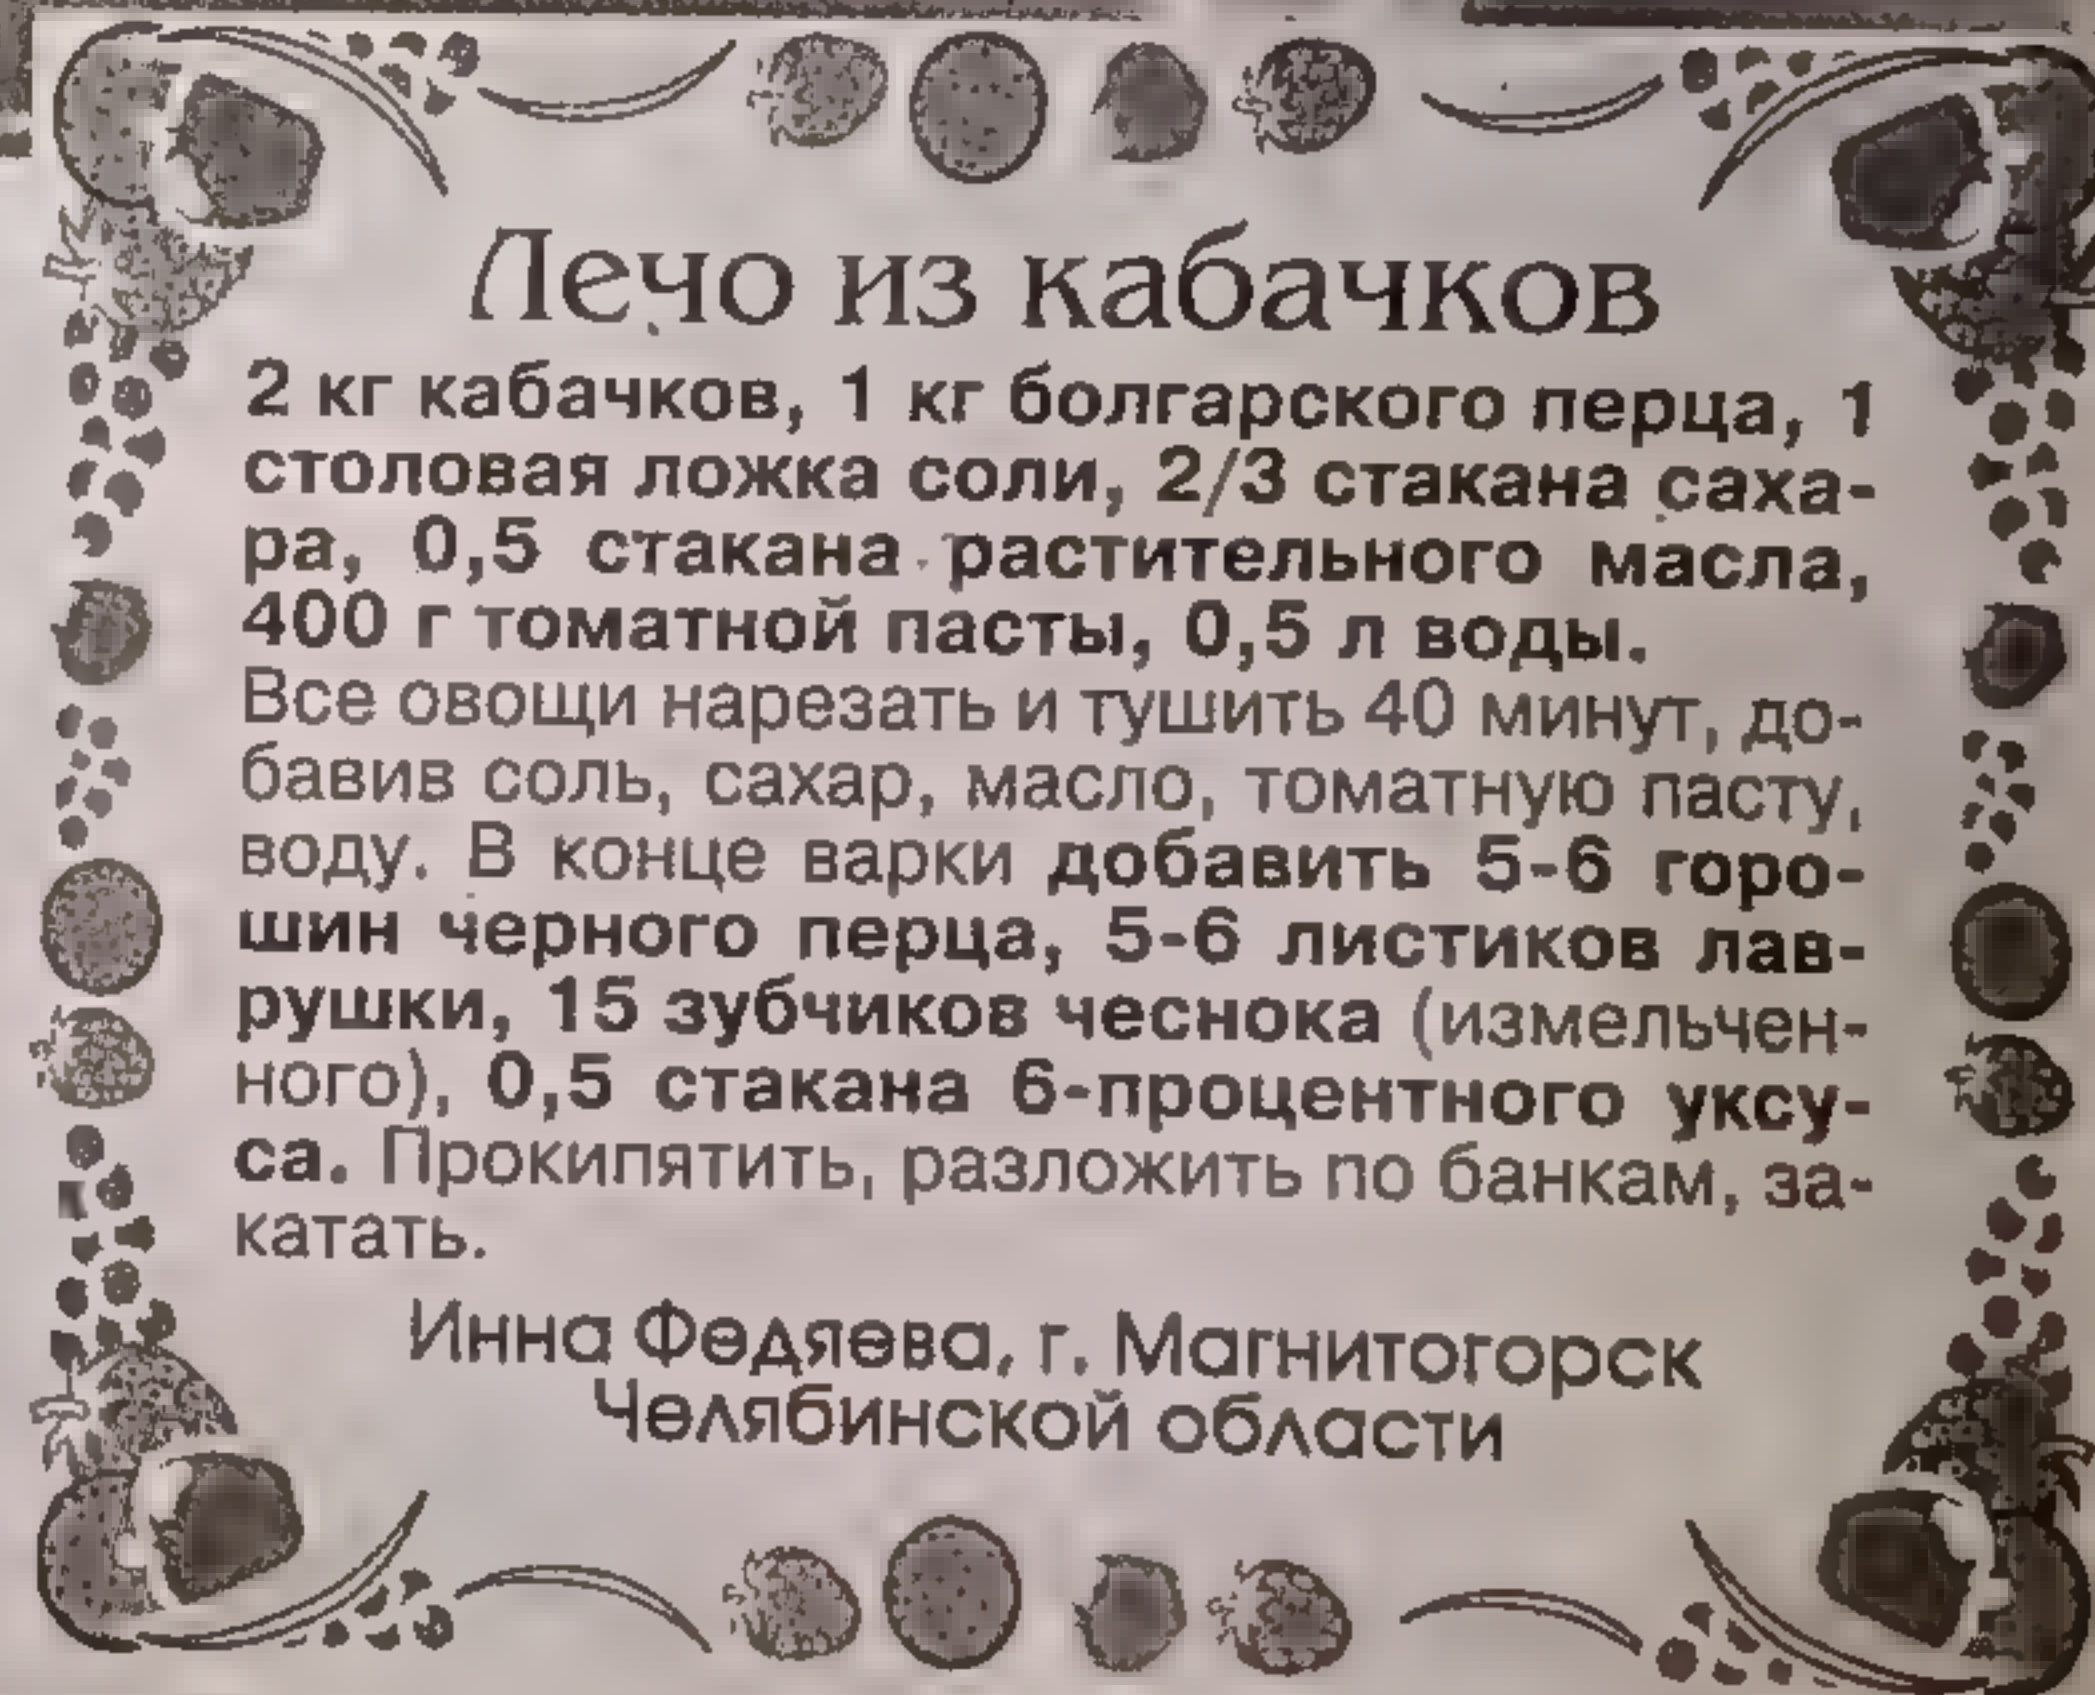 Лечо из кабачков
2 кг кабачков, 1 кг болгарского перца, 1
столовая ложка соли, 2/3 стакана саха-
ра, 0,5 стакана растительного масла,
400 г томатной пасты, 0,5 л воды.
Все овощи нарезать и тушить 40 минут, до-
бавив соль, сахар, масло, томатную пасту,
воду. В конце варки добавить 5-6 горо-
шин черного перца, 5-6 листиков лав-
рушки, 15 зубчиков чеснока (измельчен-
ного), 0,5 стакана 6-процентного уксу-
са. Прокипятить, разложить по банкам, за-
катать.
Инна Федяева, г. Магнитогорск
Челябинской области